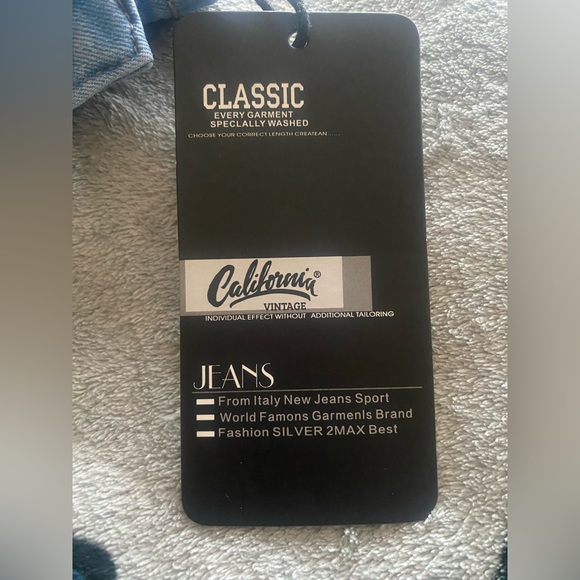 CLASSIC
EVERY GARMENT
SPECLALLY WASHED
CHOOSE YOUR CORRECT LENGTH CREATEAN .....
California®
VINTAGE
INDIVIDUAL EFFECT WITHOUT ADDITIONAL TAILORING
JEANS
From Italy New Jeans Sport
World Famons Garmenls Brand
Fashion SILVER 2MAX Best